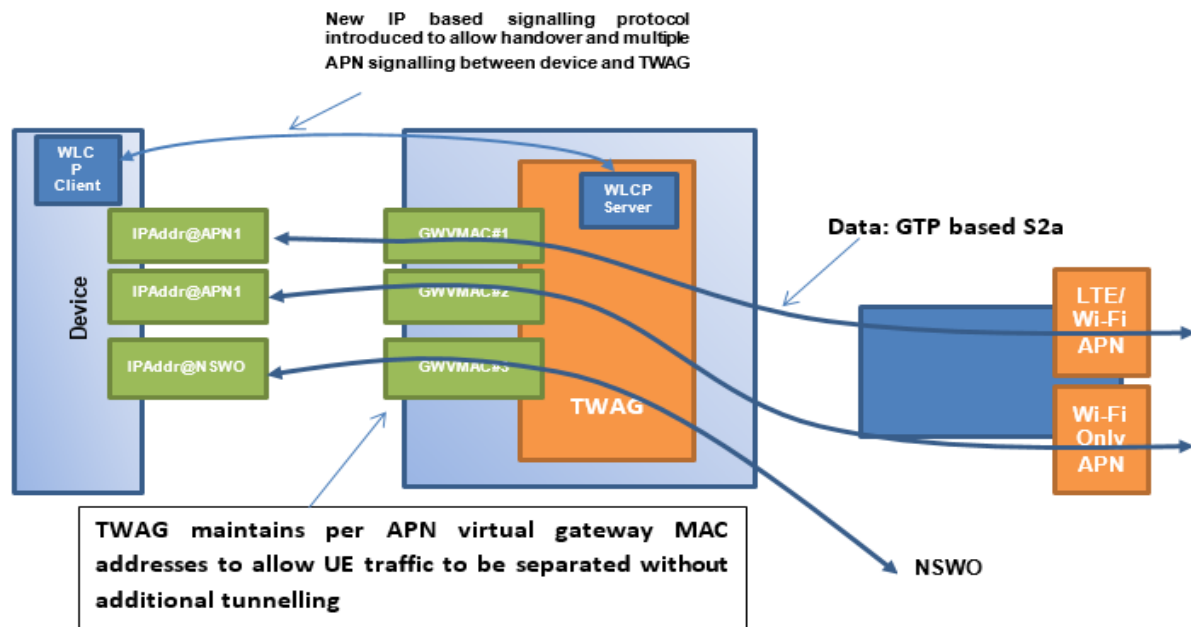 New IP based signalling protocol
introduced to allow handover and multiple
APN signalling between device and TWAG
WLC
P
Client
WLCP
Server
IPAddr@APN1
GWVMAC#1
Data: GTP based S2a
IPAddr@APN1
GWVMAC#2
Device
LTE/
Wi-Fi
APN
IPAddr@NSWO
GWVMAC#3
TWAG
Wi-Fi
Only
APN
TWAG maintains per APN virtual gateway MAC
addresses to allow UE traffic to be separated without
additional tunnelling
NSWO